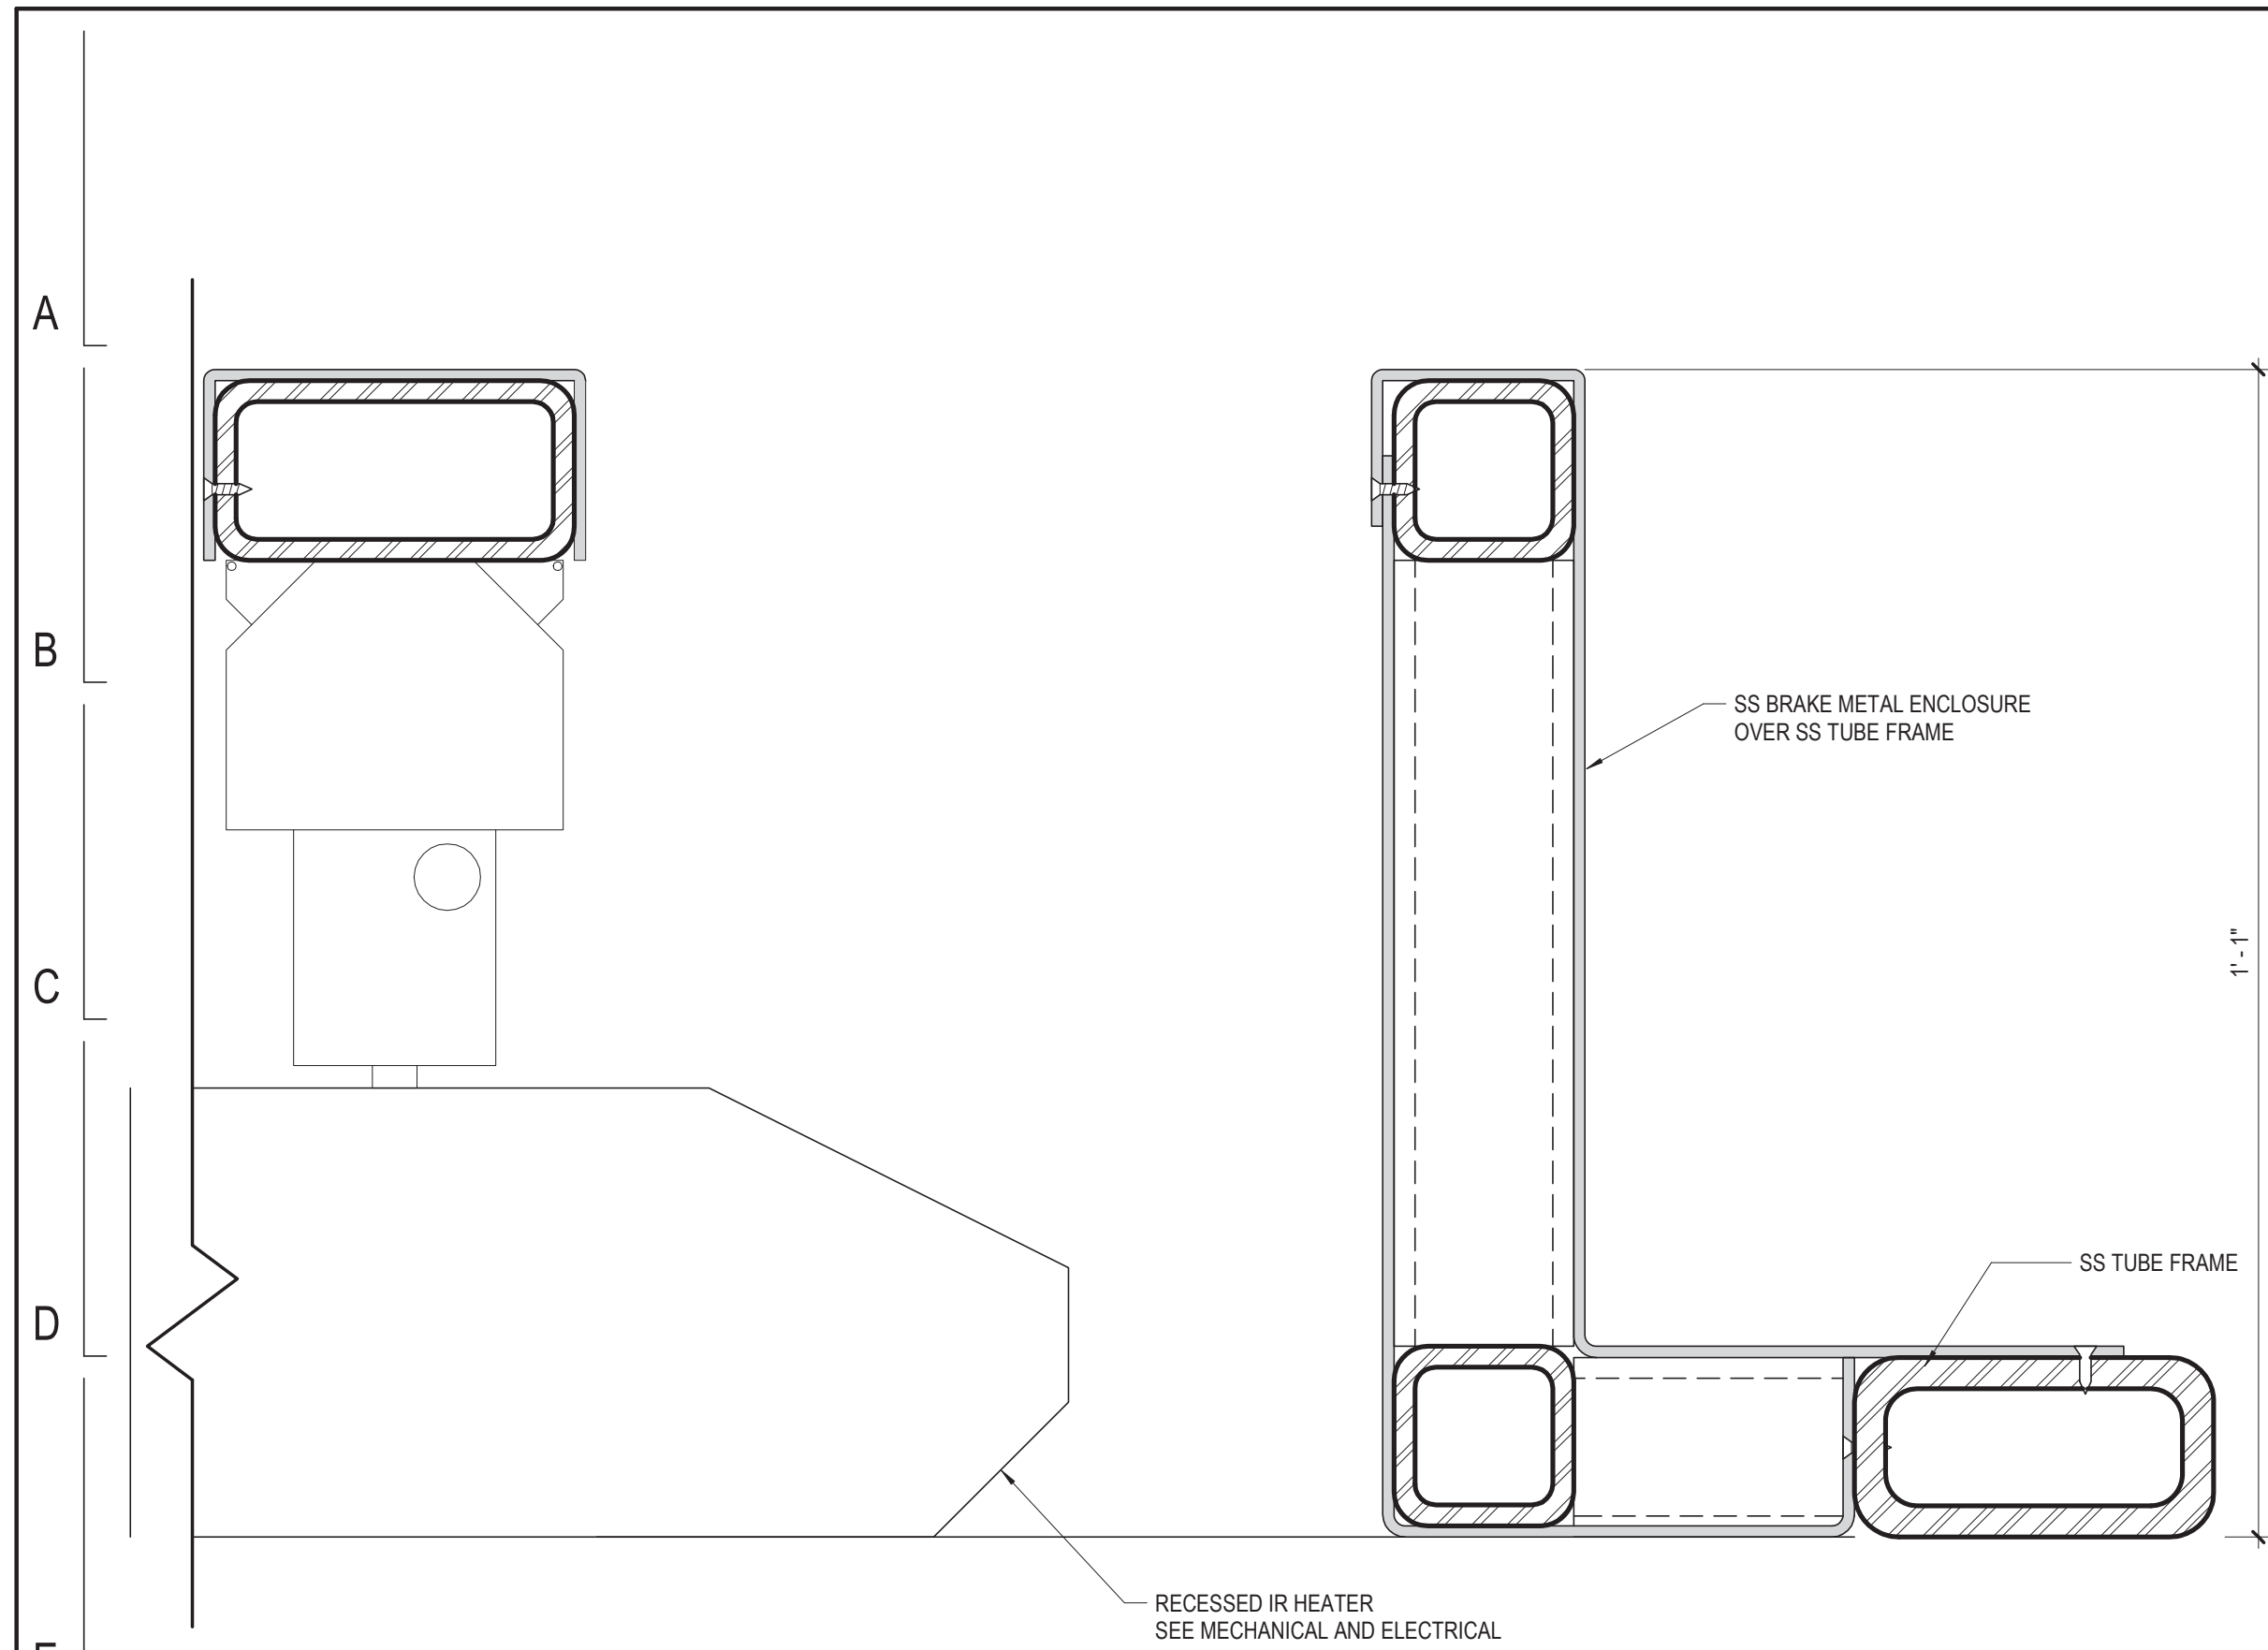 A
B
SS BRAKE METAL ENCLOSURE
OVER SS TUBE FRAME
1' - 1"
C
SS TUBE FRAME
D
RECESSED IR HEATER
SEE MECHANICAL AND ELECTRICAL